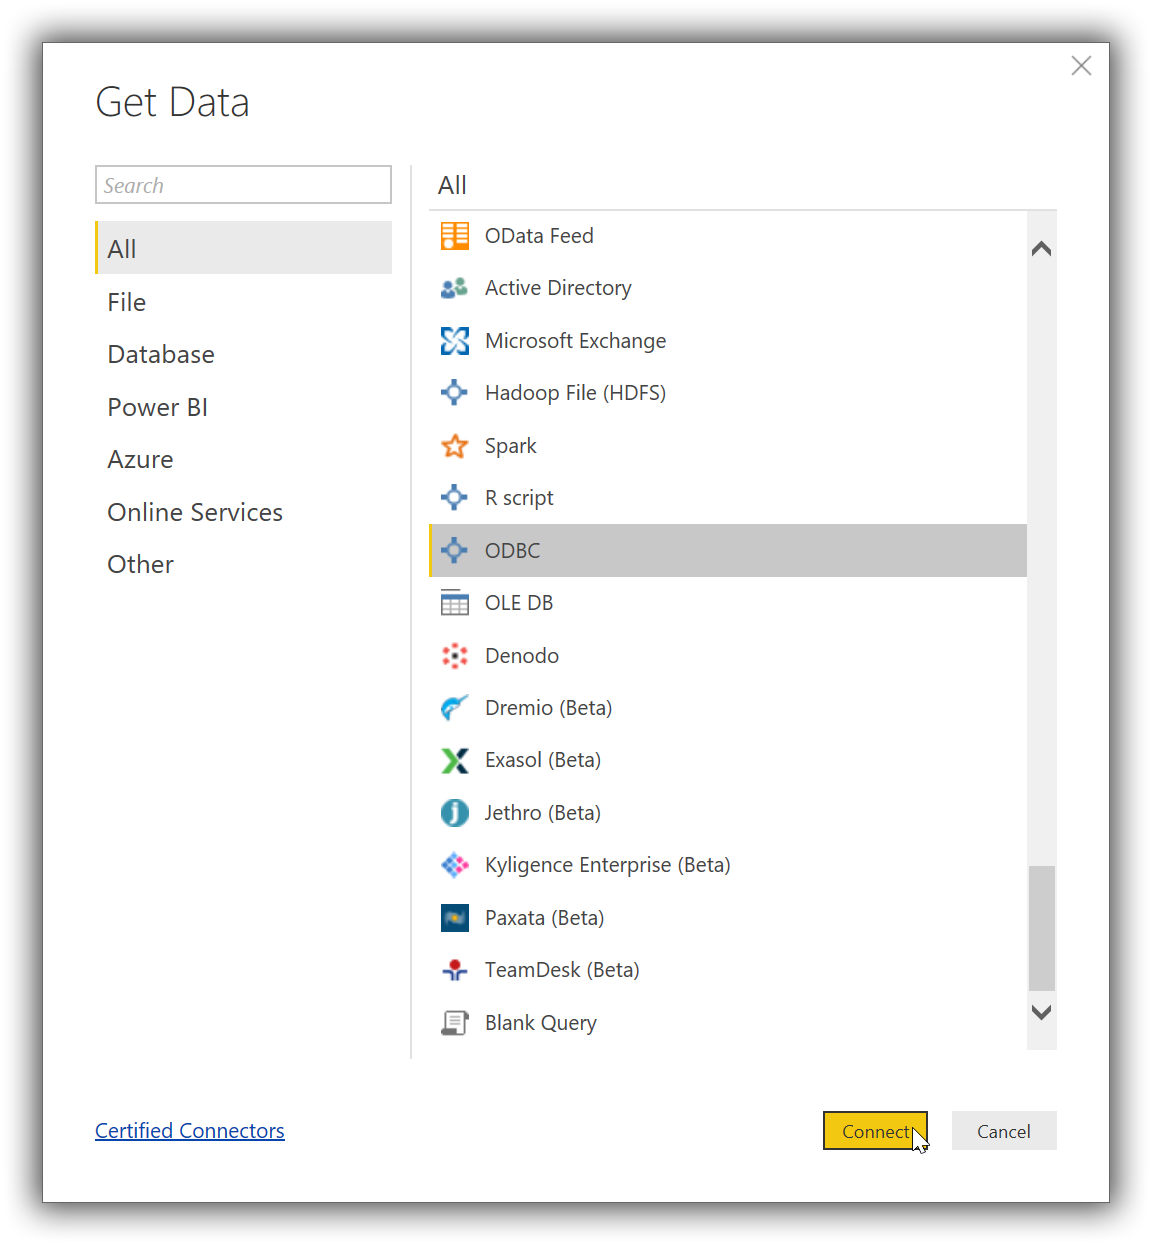 Get Data
Search
All
File
Database
Power BI
Azure
Online Services
Other
All
OData Feed
Active Directory
Microsoft Exchange
Hadoop File (HDFS)
Spark
R script
ODBC
OLE DB
Denodo
Dremio (Beta)
Exasol (Beta)
Jethro (Beta)
Kyligence Enterprise (Beta)
Paxata (Beta)
TeamDesk (Beta)
Blank Query
Certified Connectors
Connect
Cancel